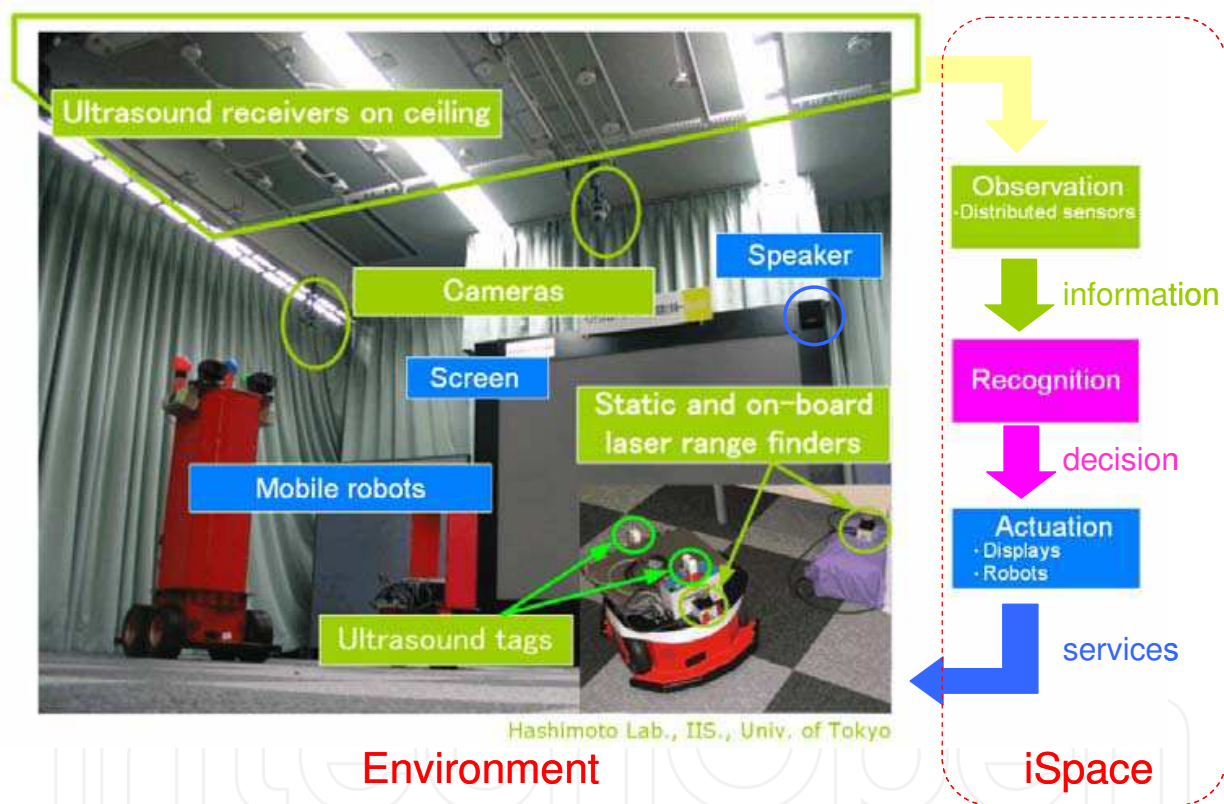 Ultrasound receivers on ceiling
Observation
·Distributed sensors
Speaker
Cameras
information
Screen
Recognition
Static and on-board
laser range finders
decision
Mobile robots
Actuation
· Displays
· Robots
Ultrasound tags
services
Hashimoto Lab., IIS., Univ. of Tokyo
Environment
iSpace
intechopen